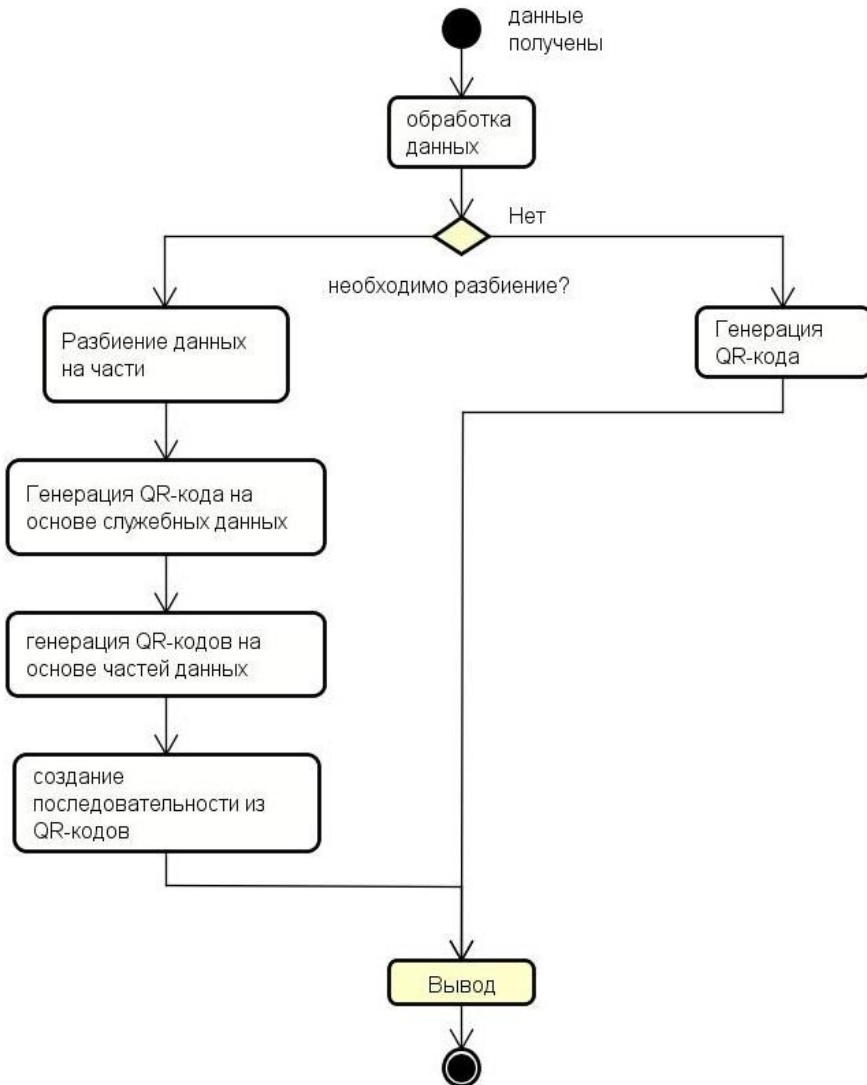 данные
получены
обработка
данных
Нет
необходимо разбиение?
Разбиение данных
на части
Генерация
QR-кода
Генерация QR-кода на
основе служебных данных
генерация QR-кодов на
основе частей данных
создание
последовательности из
QR-кодов
Вывод